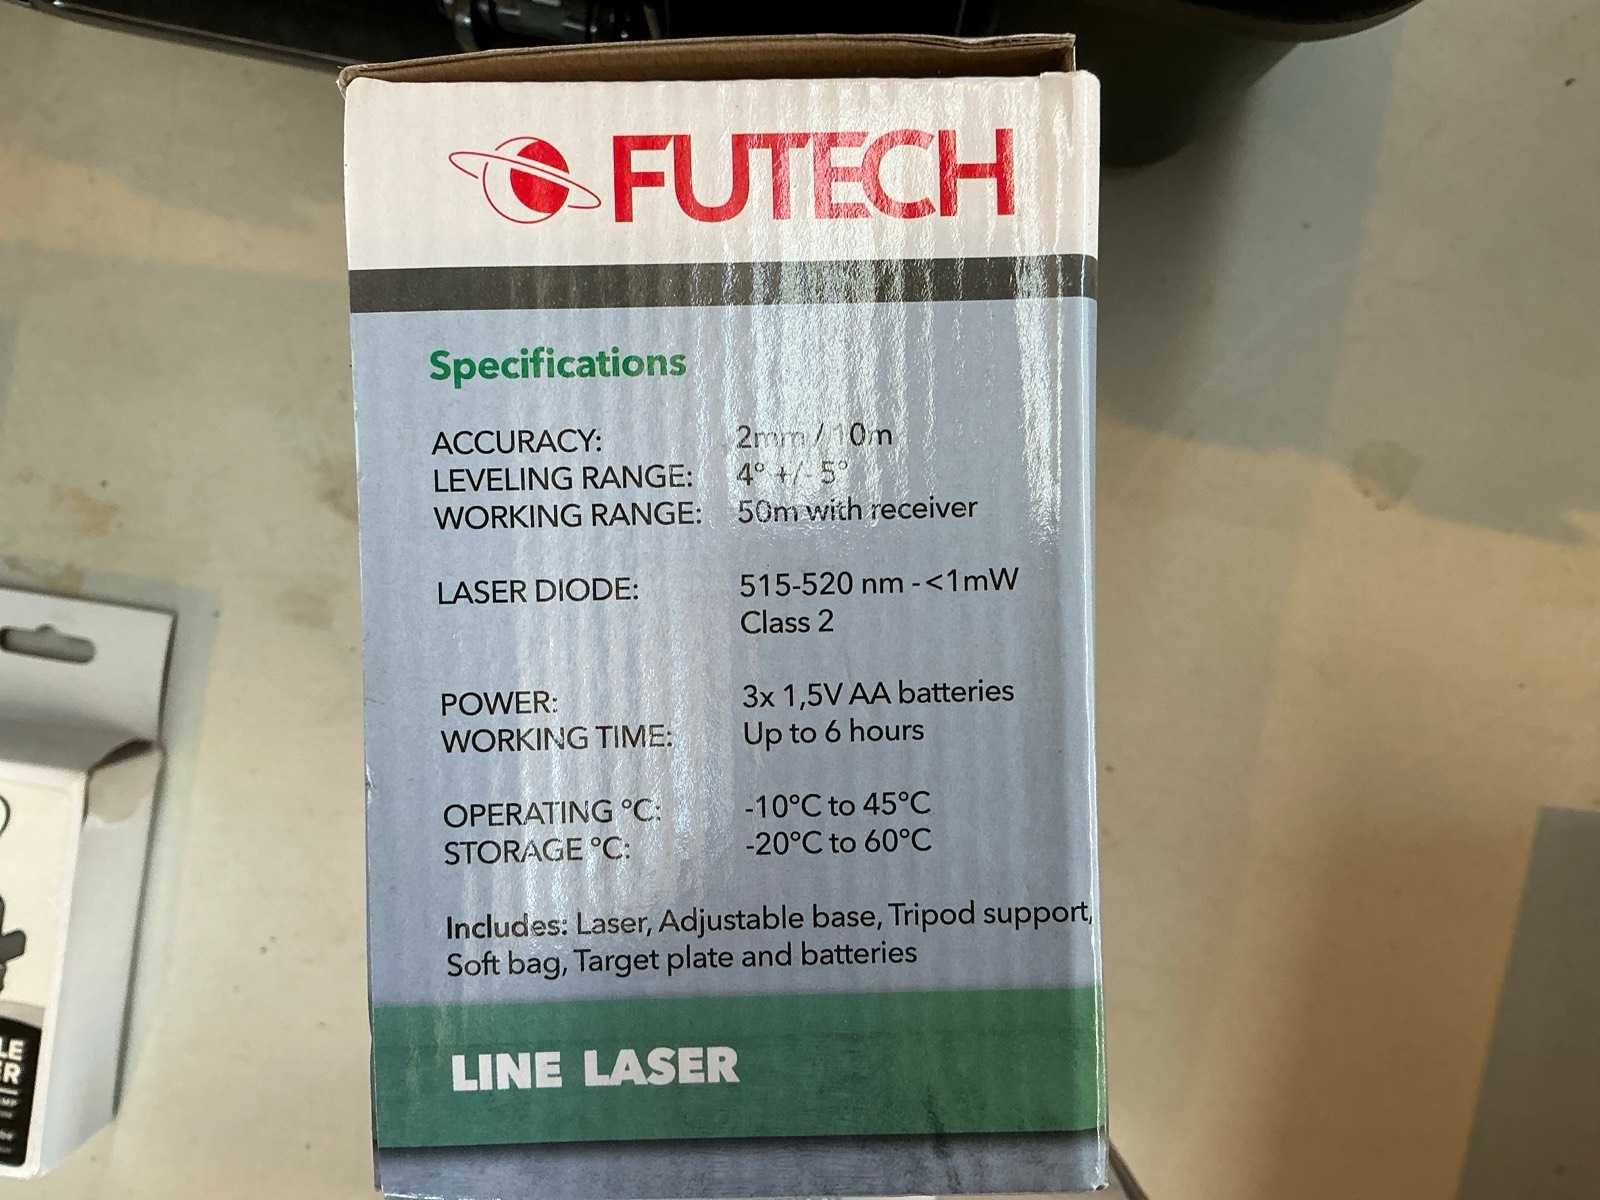 FUTECH
Specifications
ACCURACY: 2mm / 10m
LEVELING RANGE: 4° +/- 5°
WORKING RANGE: 50m with receiver
LASER DIODE: 515-520 nm - <1mW
Class 2
POWER: 3x 1,5V AA batteries
WORKING TIME: Up to 6 hours
OPERATING °C: -10°C to 45°C
STORAGE °C: -20°C to 60°C
Includes: Laser, Adjustable base, Tripod support,
Soft bag, Target plate and batteries
LINE LASER
LE
ER